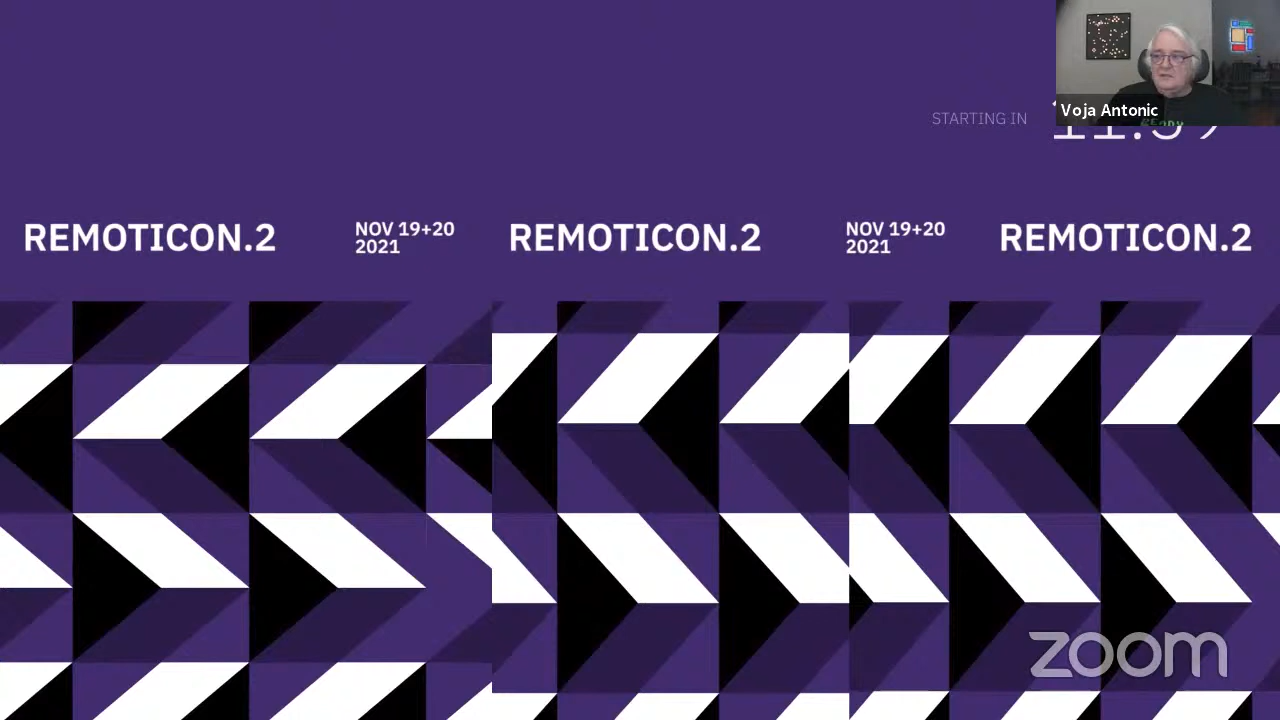 Voja Antonic
STARTING IN
REMOTICON.2
NOV 19+20
2021
REMOTICON.2
NOV 19+20
2021
REMOTICON.2
zoom